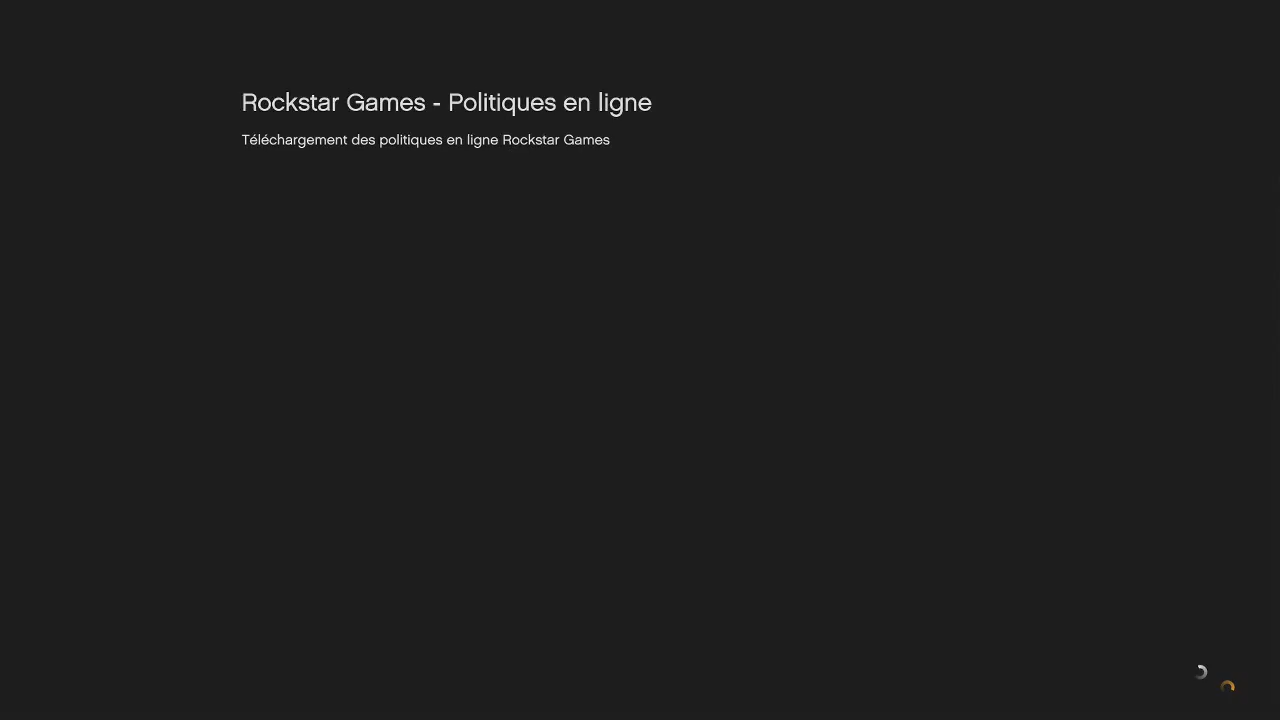 Rockstar Games - Politiques en ligne
Téléchargement des politiques en ligne Rockstar Games